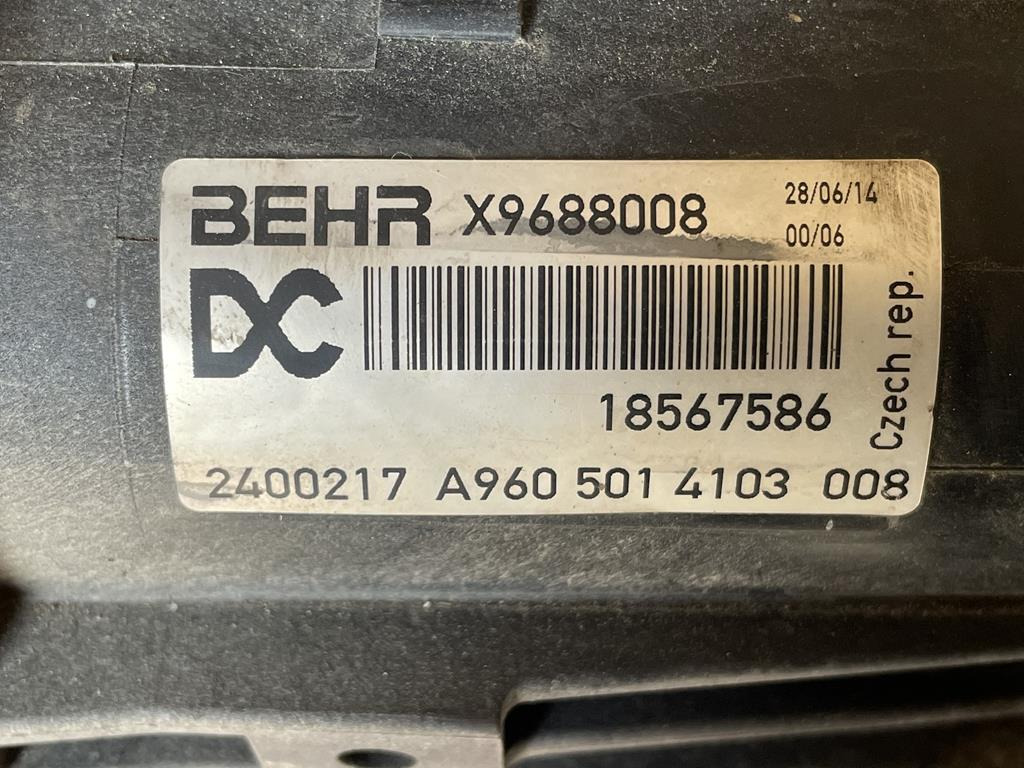 BEHR X9688008 28/06/14
00/06
DC
18567586
Czech rep.
2400217 A960 501 4103 008